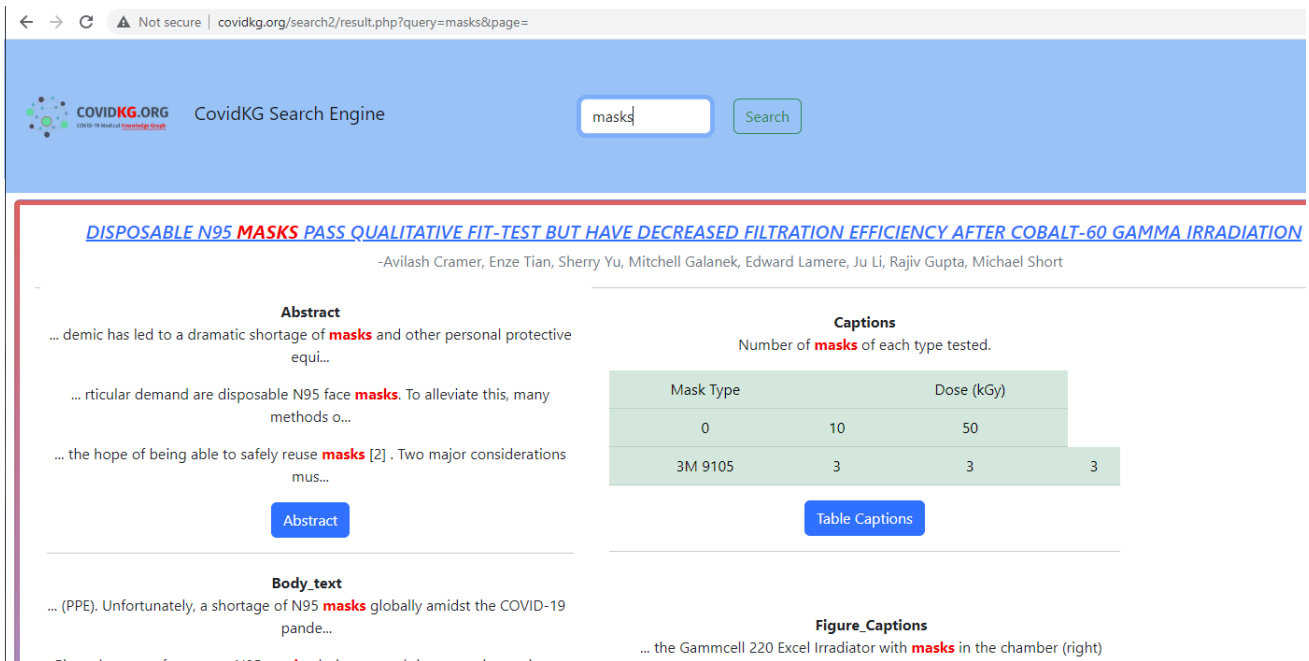 Not secure | covidkg.org/search2/result.php?query=masks&page=
COVIDKG.ORG
COVID-19 Medical Knowledge Graph
CovidKG Search Engine
masks
Search
DISPOSABLE N95 MASKS PASS QUALITATIVE FIT-TEST BUT HAVE DECREASED FILTRATION EFFICIENCY AFTER COBALT-60 GAMMA IRRADIATION
-Avilash Cramer, Enze Tian, Sherry Yu, Mitchell Galanek, Edward Lamere, Ju Li, Rajiv Gupta, Michael Short
Abstract
... demic has led to a dramatic shortage of masks and other personal protective
equi...
... rticular demand are disposable N95 face masks. To alleviate this, many
methods o...
... the hope of being able to safely reuse masks [2] . Two major considerations
mus...
Abstract
Body_text
... (PPE). Unfortunately, a shortage of N95 masks globally amidst the COVID-19
pande...
Captions
Number of masks of each type tested.
Mask Type Dose (kGy)
0 10 50
3M 9105 3 3 3
Table Captions
Figure_Captions
... the Gammcell 220 Excel Irradiator with masks in the chamber (right)